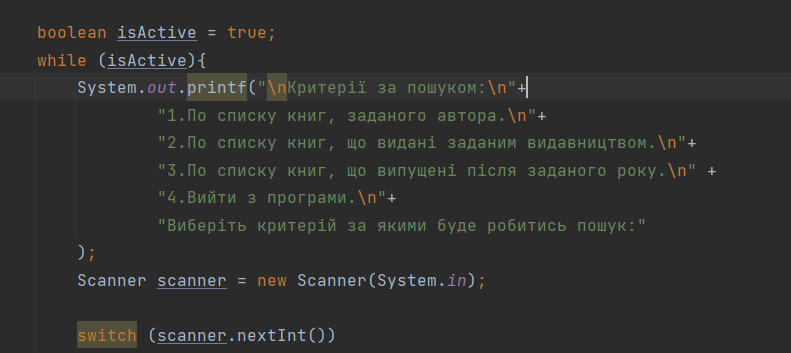 boolean isActive = true;
while (isActive){
System.out.printf("\nКритерії за пошуком:\n"+
"1.По списку книг, заданого автора.\n"+
"2.По списку книг, що видані заданим видавництвом.\n"+
"3.По списку книг, що випущені після заданого року.\n" +
"4.Вийти з програми.\n"+
"Виберіть критерій за якими буде робитись пошук:"
);
Scanner scanner = new Scanner(System.in);
switch (scanner.nextInt())